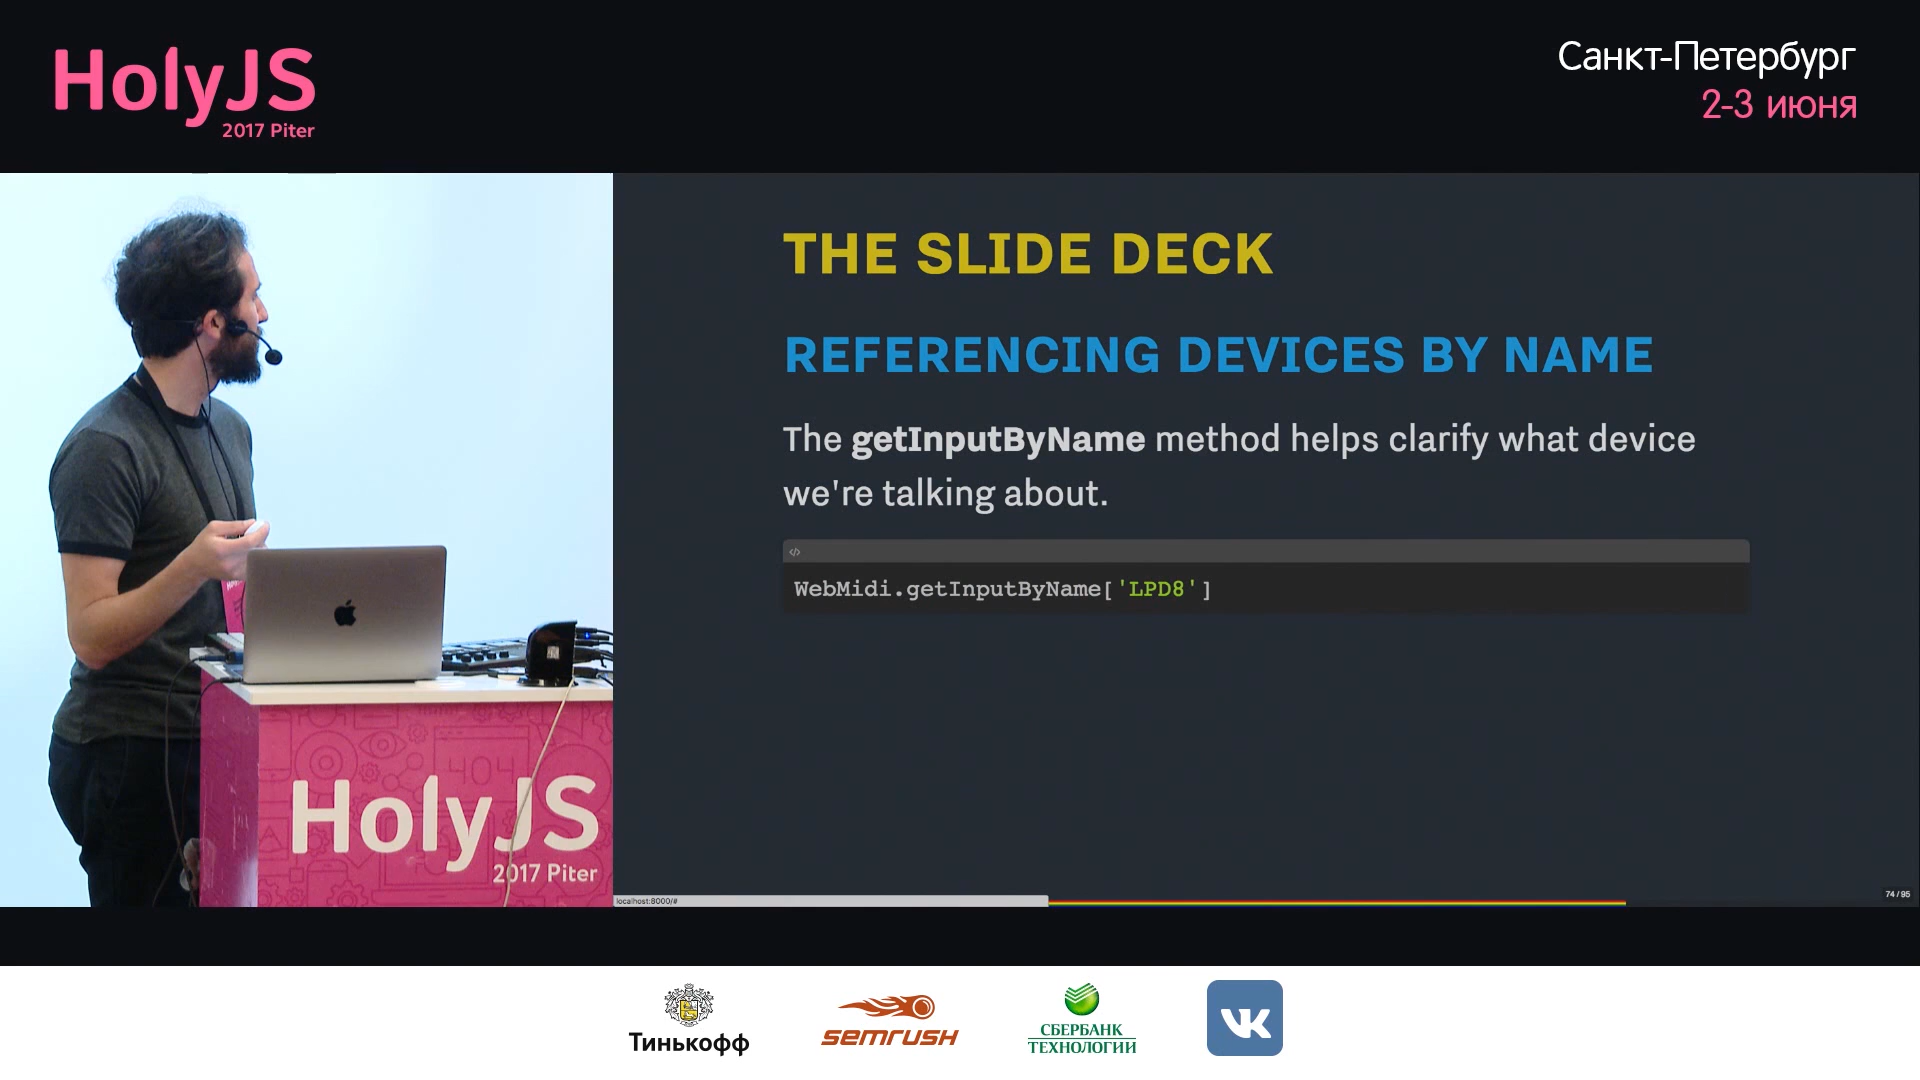 HolyJS
2017 Piter
Санкт-Петербург
2-3 июня
THE SLIDE DECK
REFERENCING DEVICES BY NAME
The getInputByName method helps clarify what device
we're talking about.
</>
WebMidi.getInputByName['LPD8']
404
HolyJS
2017 Piter
localhost:8000/#
74 / 95
Тинькофф
semrush
СБЕРБАНК
ТЕХНОЛОГИИ
VK